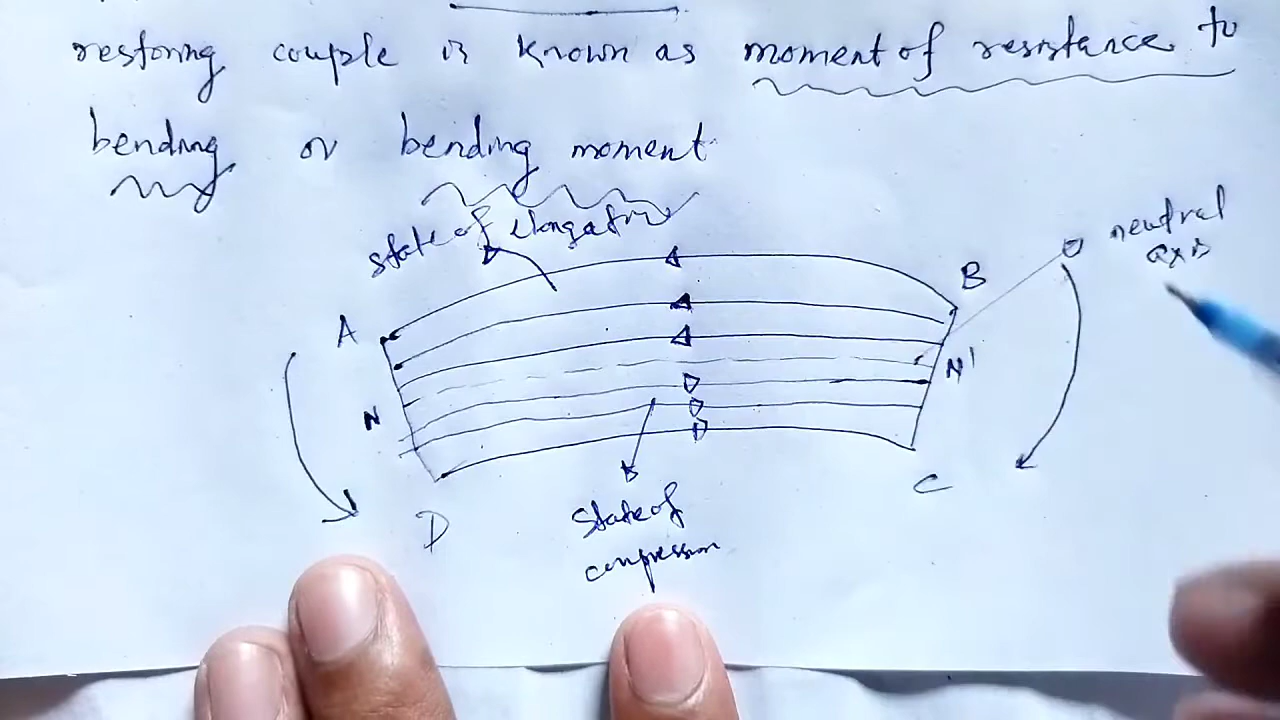 restoring couple is known as moment of resistance to
bending or bending moment
state of elongation
neutral
axis
B
A
N'
N
C
D
State of
compression